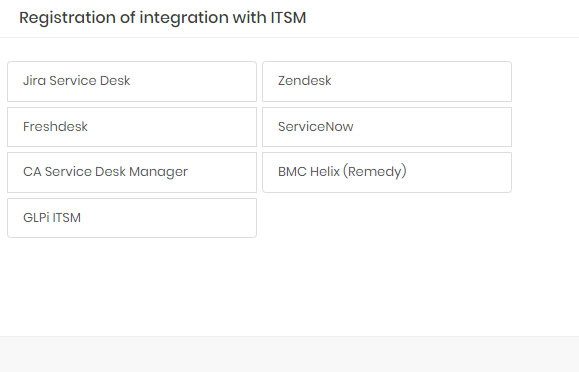 Registration of integration with ITSM
Jira Service Desk
Zendesk
Freshdesk
ServiceNow
CA Service Desk Manager
BMC Helix (Remedy)
GLPi ITSM